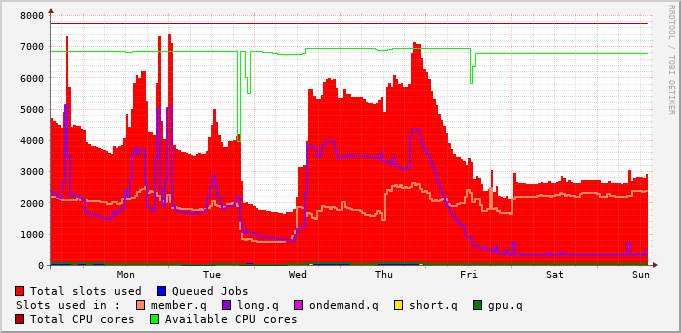 8000
7000
6000
5000
4000
3000
2000
1000
0
Mon Tue Wed Thu Fri Sat Sun
RRDTOOL / TOBI OETIKER
Total slots used Queued Jobs
Slots used in : member.q long.q ondemand.q short.q gpu.q
Total CPU cores Available CPU cores